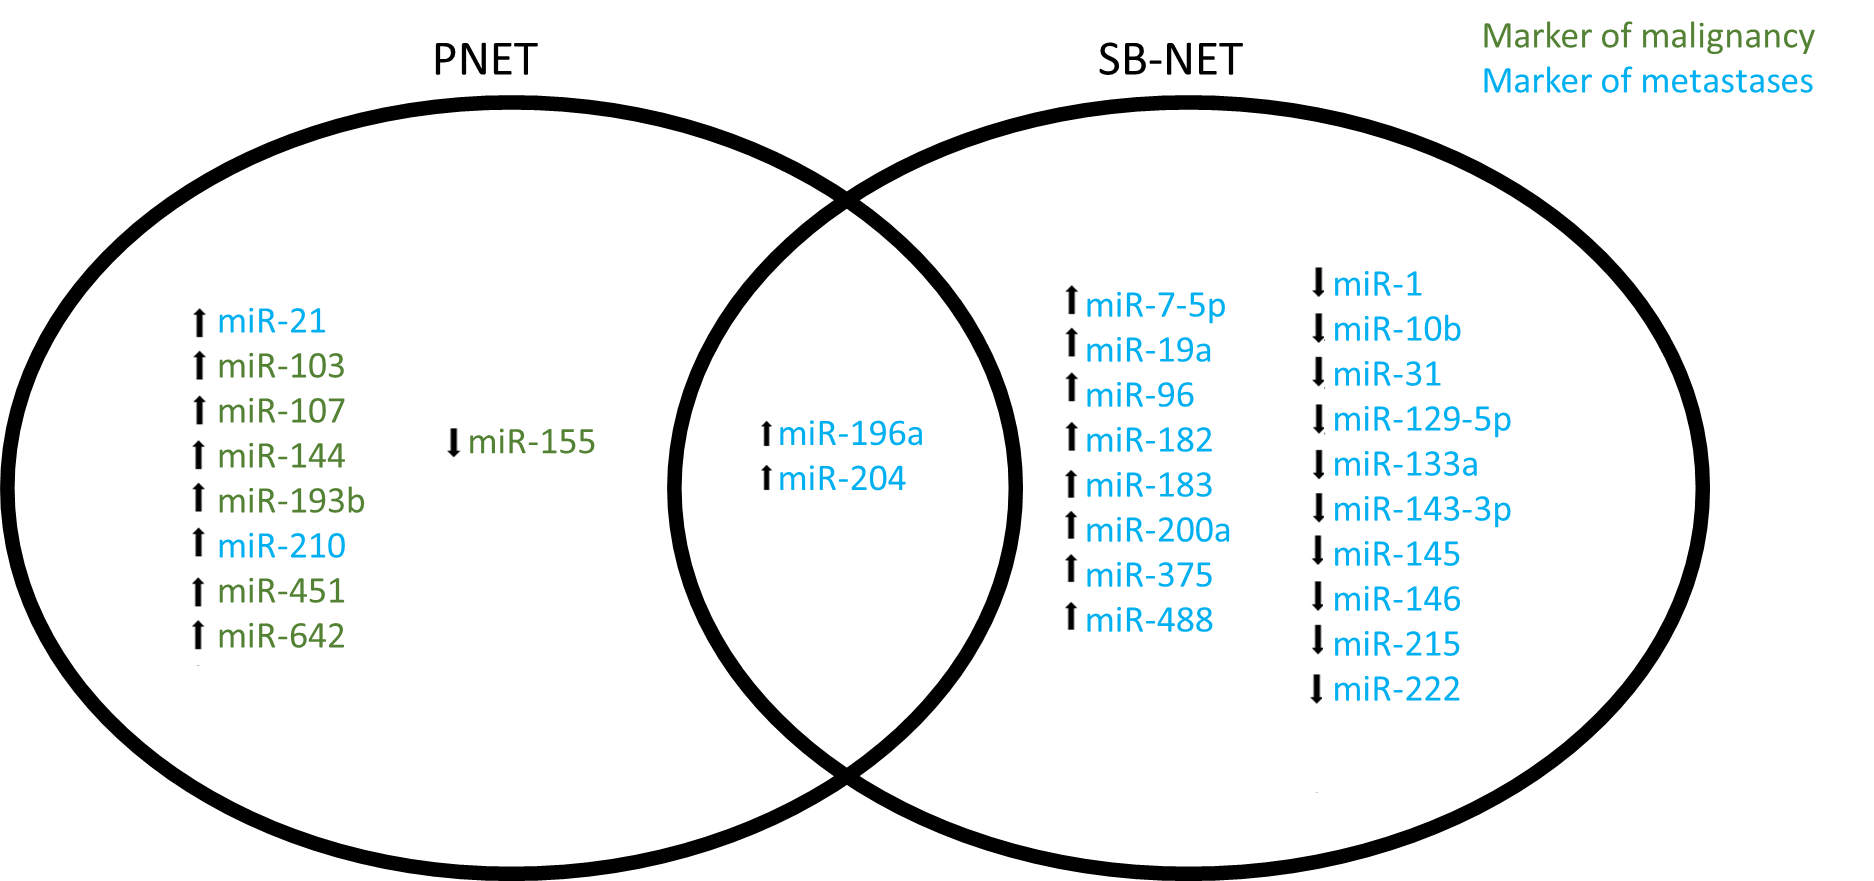 PNET
SB-NET
Marker of malignancy
Marker of metastases
miR-21
miR-103
miR-107
miR-144
miR-193b
miR-210
miR-451
miR-642
miR-155
miR-196a
miR-204
miR-7-5p
miR-19a
miR-96
miR-182
miR-183
miR-200a
miR-375
miR-488
miR-1
miR-10b
miR-31
miR-129-5p
miR-133a
miR-143-3p
miR-145
miR-146
miR-215
miR-222